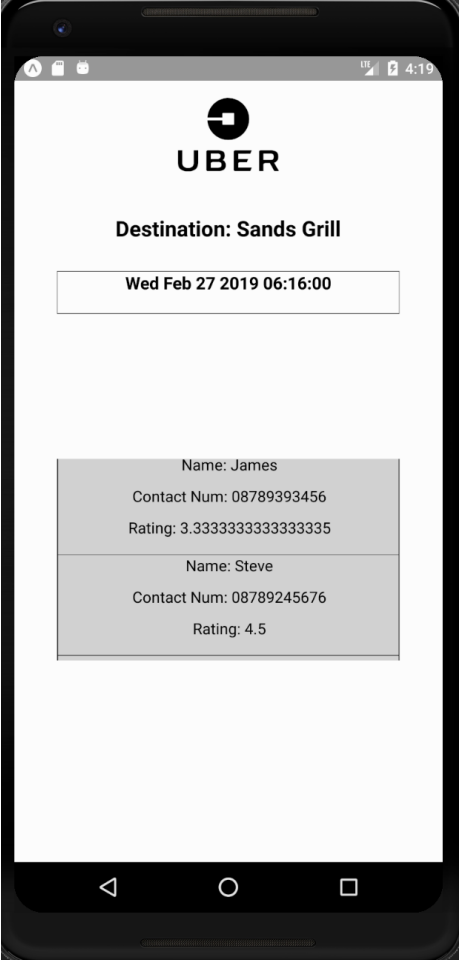 LTE 4:19
UBER
Destination: Sands Grill
Wed Feb 27 2019 06:16:00
Name: James
Contact Num: 08789393456
Rating: 3.3333333333333335
Name: Steve
Contact Num: 08789245676
Rating: 4.5